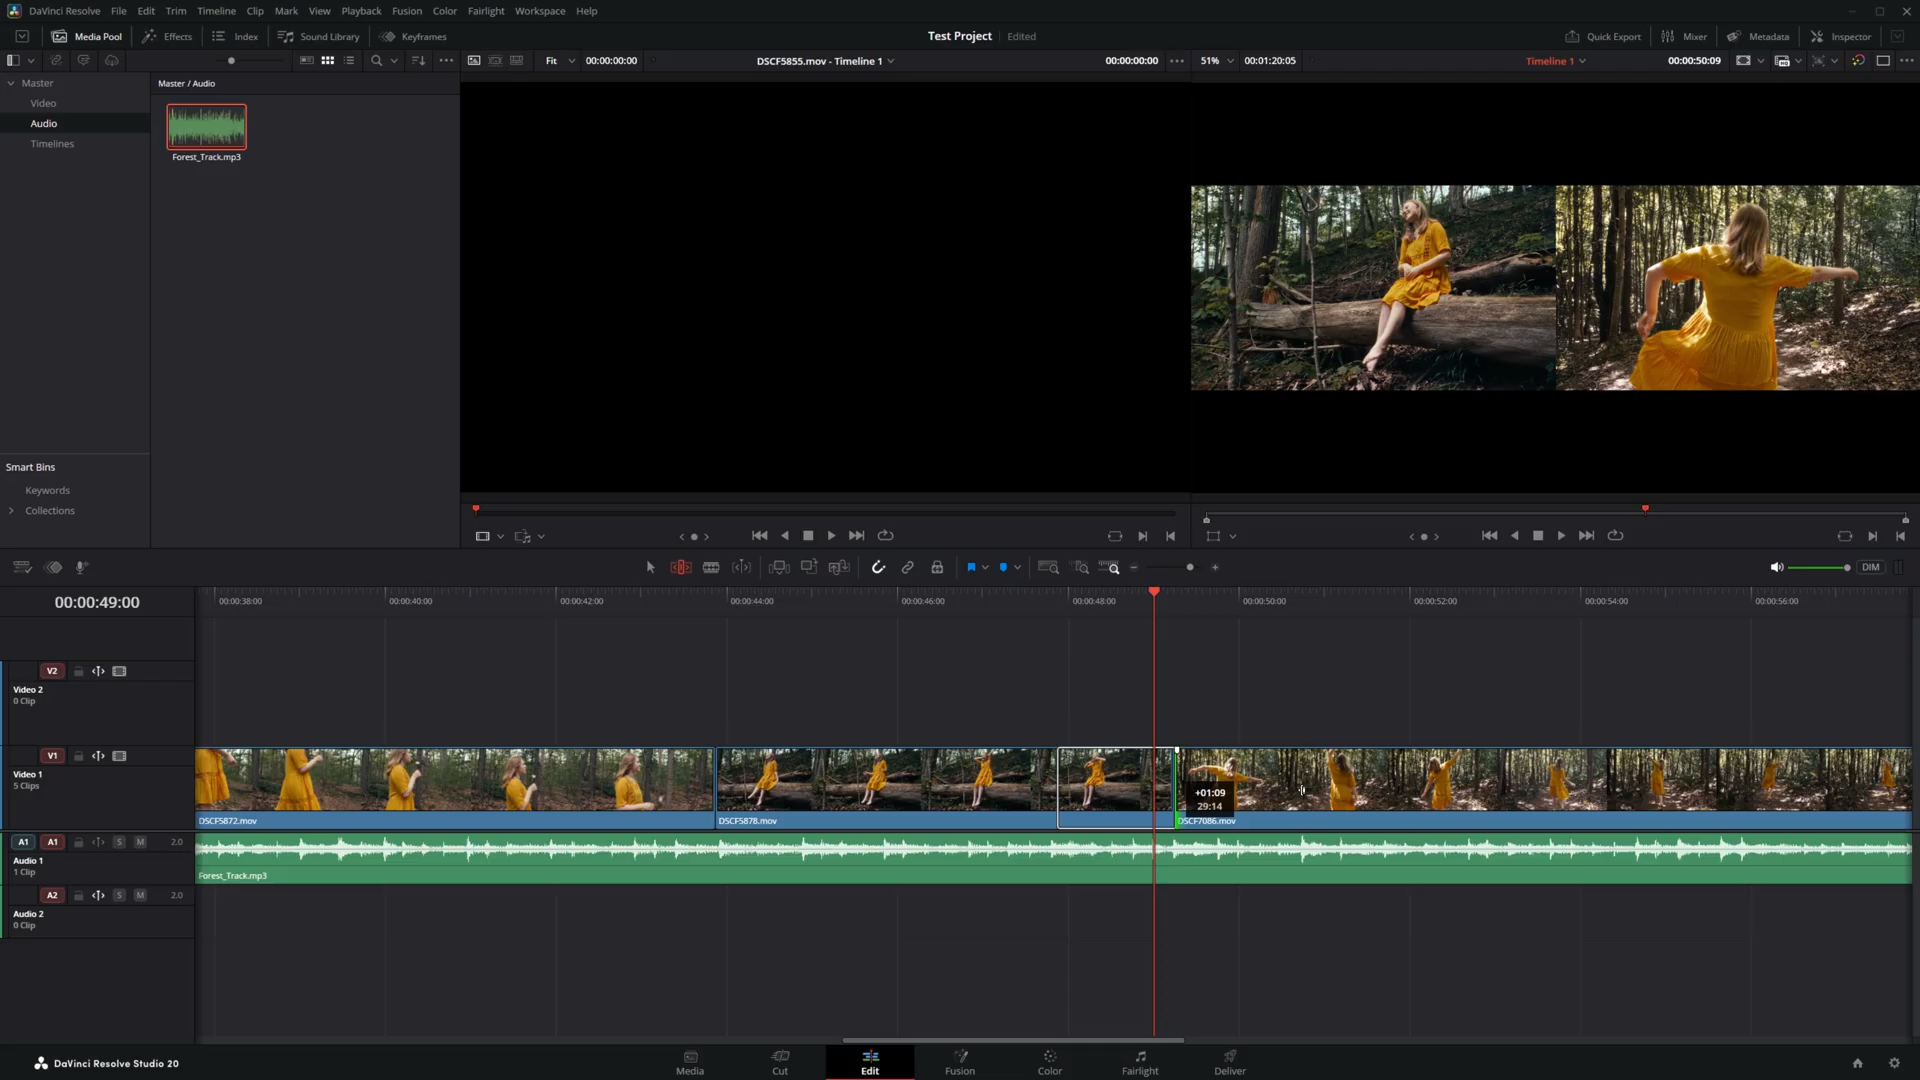 DaVinci Resolve File Edit Trim Timeline Clip Mark View Playback Fusion Color Fairlight Workspace Help
Media Pool Effects Index Sound Library Keyframes Test Project Edited Quick Export Mixer Metadata Inspector
Fit 00:00:00:00 DSCF5855.mov - Timeline 1 00:00:00:00 51% 00:01:20:05 Timeline 1 00:00:50:09
Master Master / Audio
Video
Audio
Timelines
Forest_Track.mp3
Smart Bins
Keywords
Collections
DIM
00:00:49:00 00:00:38:00 00:00:40:00 00:00:42:00 00:00:44:00 00:00:46:00 00:00:48:00 00:00:50:00 00:00:52:00 00:00:54:00 00:00:56:00
V2
Video 2
0 Clip
V1
Video 1
5 Clips
+01:09
29:14
DSCF5872.mov DSCF5878.mov DSCF7086.mov
A1 A1 S M 2.0
Audio 1
1 Clip
Forest_Track.mp3
A2 S M 2.0
Audio 2
0 Clip
DaVinci Resolve Studio 20 Media Cut Edit Fusion Color Fairlight Deliver